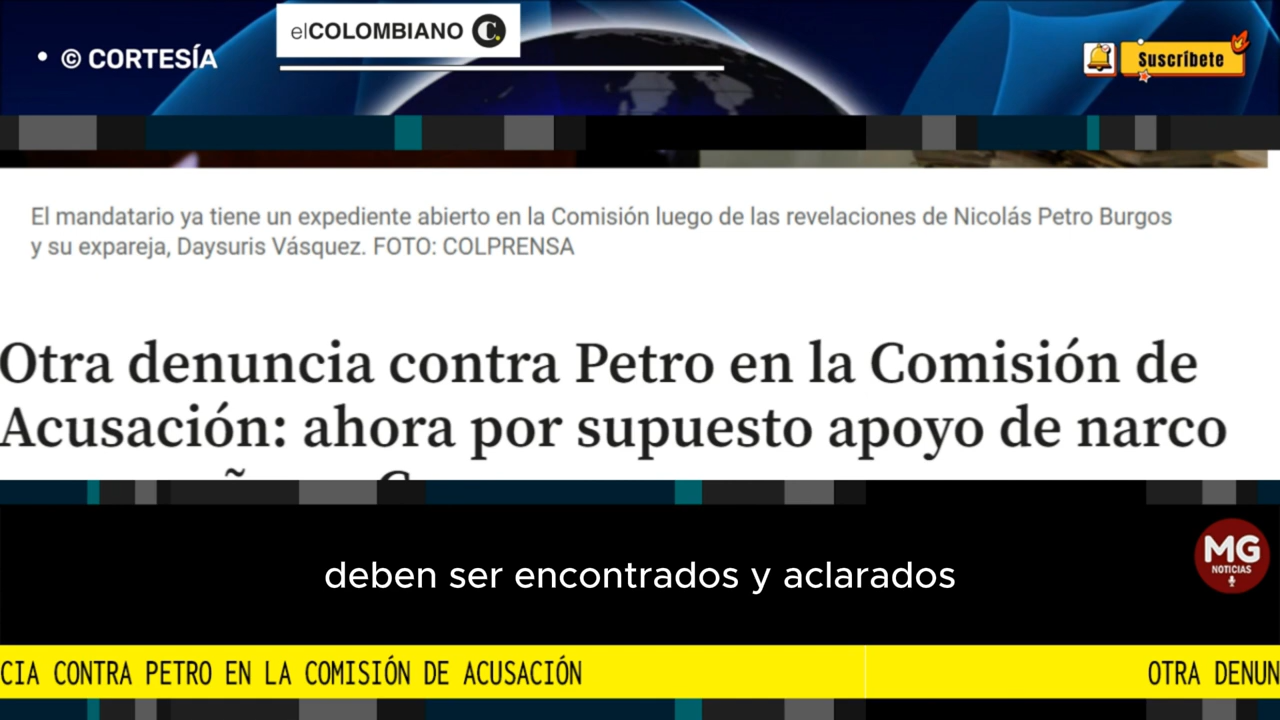 elCOLOMBIANO C.
• © CORTESÍA
Suscríbete
El mandatario ya tiene un expediente abierto en la Comisión luego de las revelaciones de Nicolás Petro Burgos
y su expareja, Daysuris Vásquez. FOTO: COLPRENSA
Otra denuncia contra Petro en la Comisión de
Acusación: ahora por supuesto apoyo de narco
deben ser encontrados y aclarados
MG
NOTICIAS
CIA CONTRA PETRO EN LA COMISIÓN DE ACUSACIÓN
OTRA DENUN